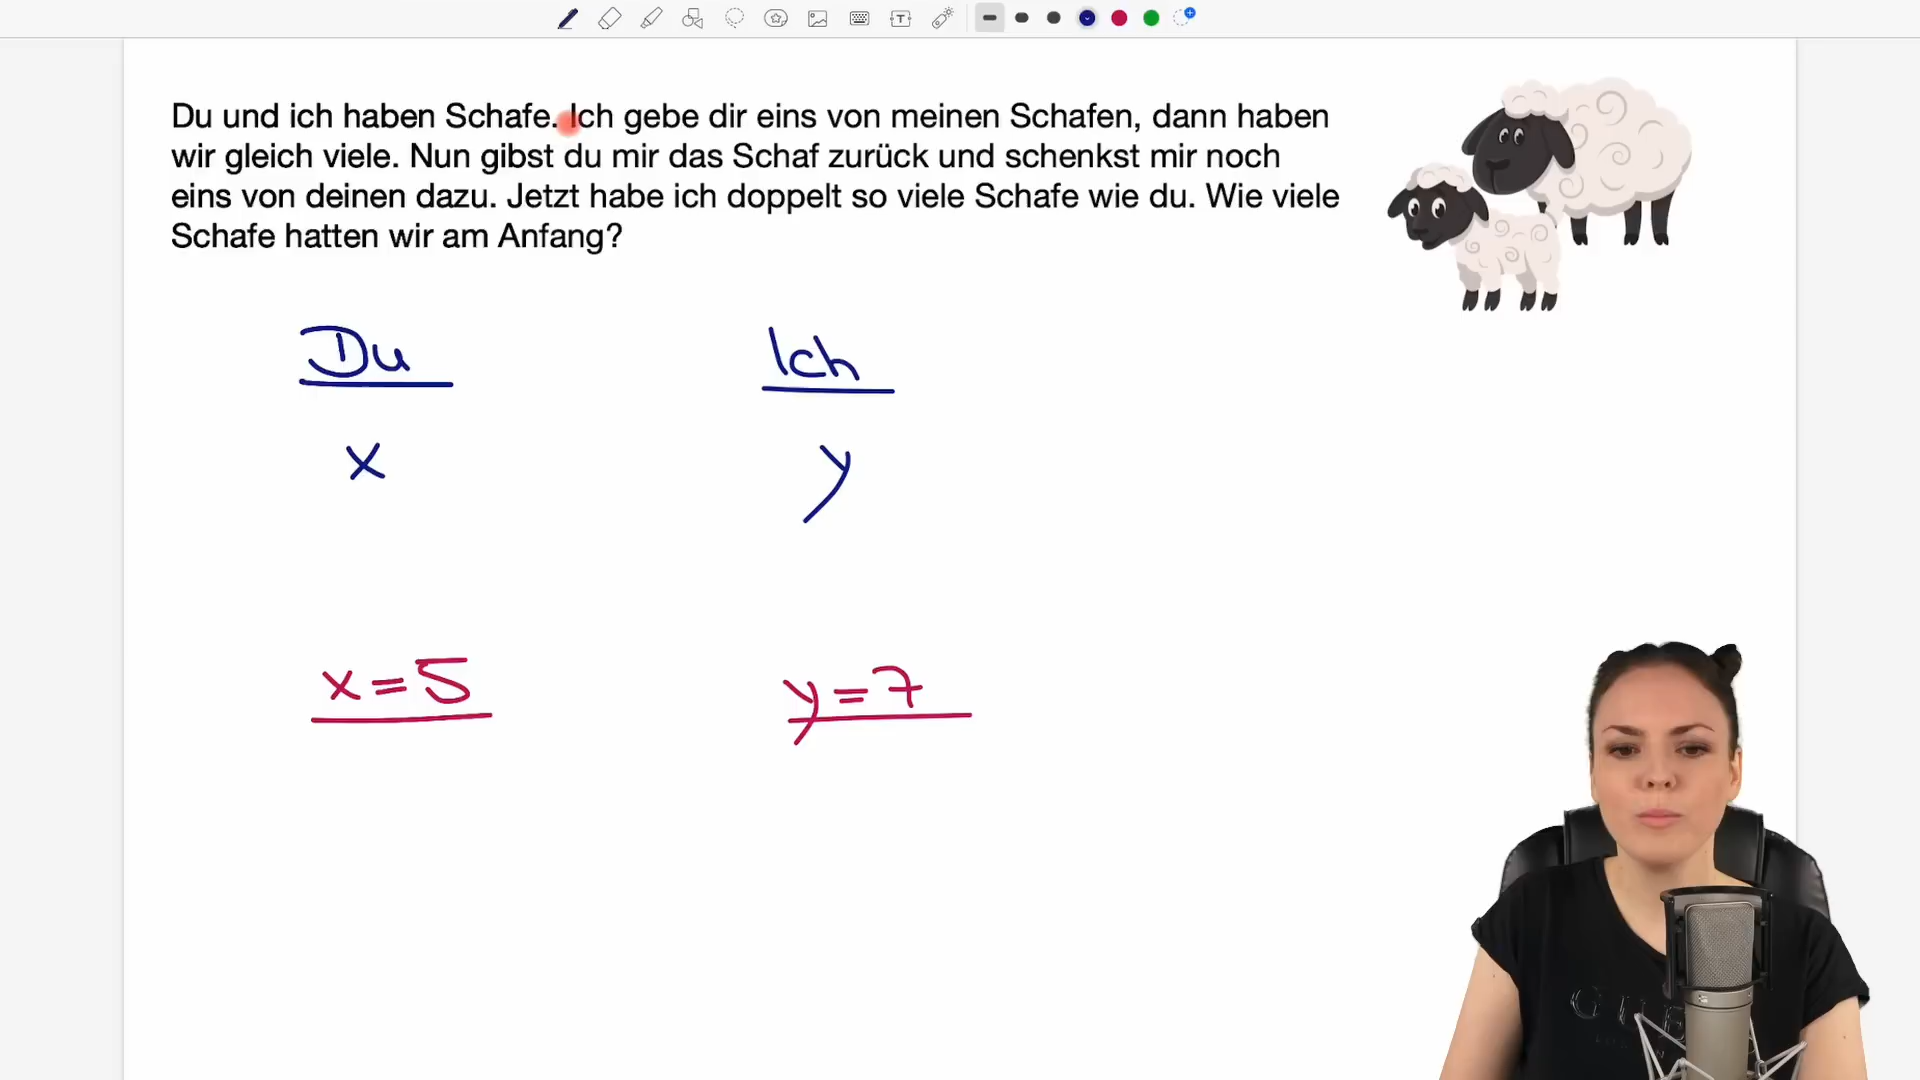 Du und ich haben Schafe. Ich gebe dir eins von meinen Schafen, dann haben
wir gleich viele. Nun gibst du mir das Schaf zurück und schenkst mir noch
eins von deinen dazu. Jetzt habe ich doppelt so viele Schafe wie du. Wie viele
Schafe hatten wir am Anfang?
Du Ich
x y
x = 5 y = 7